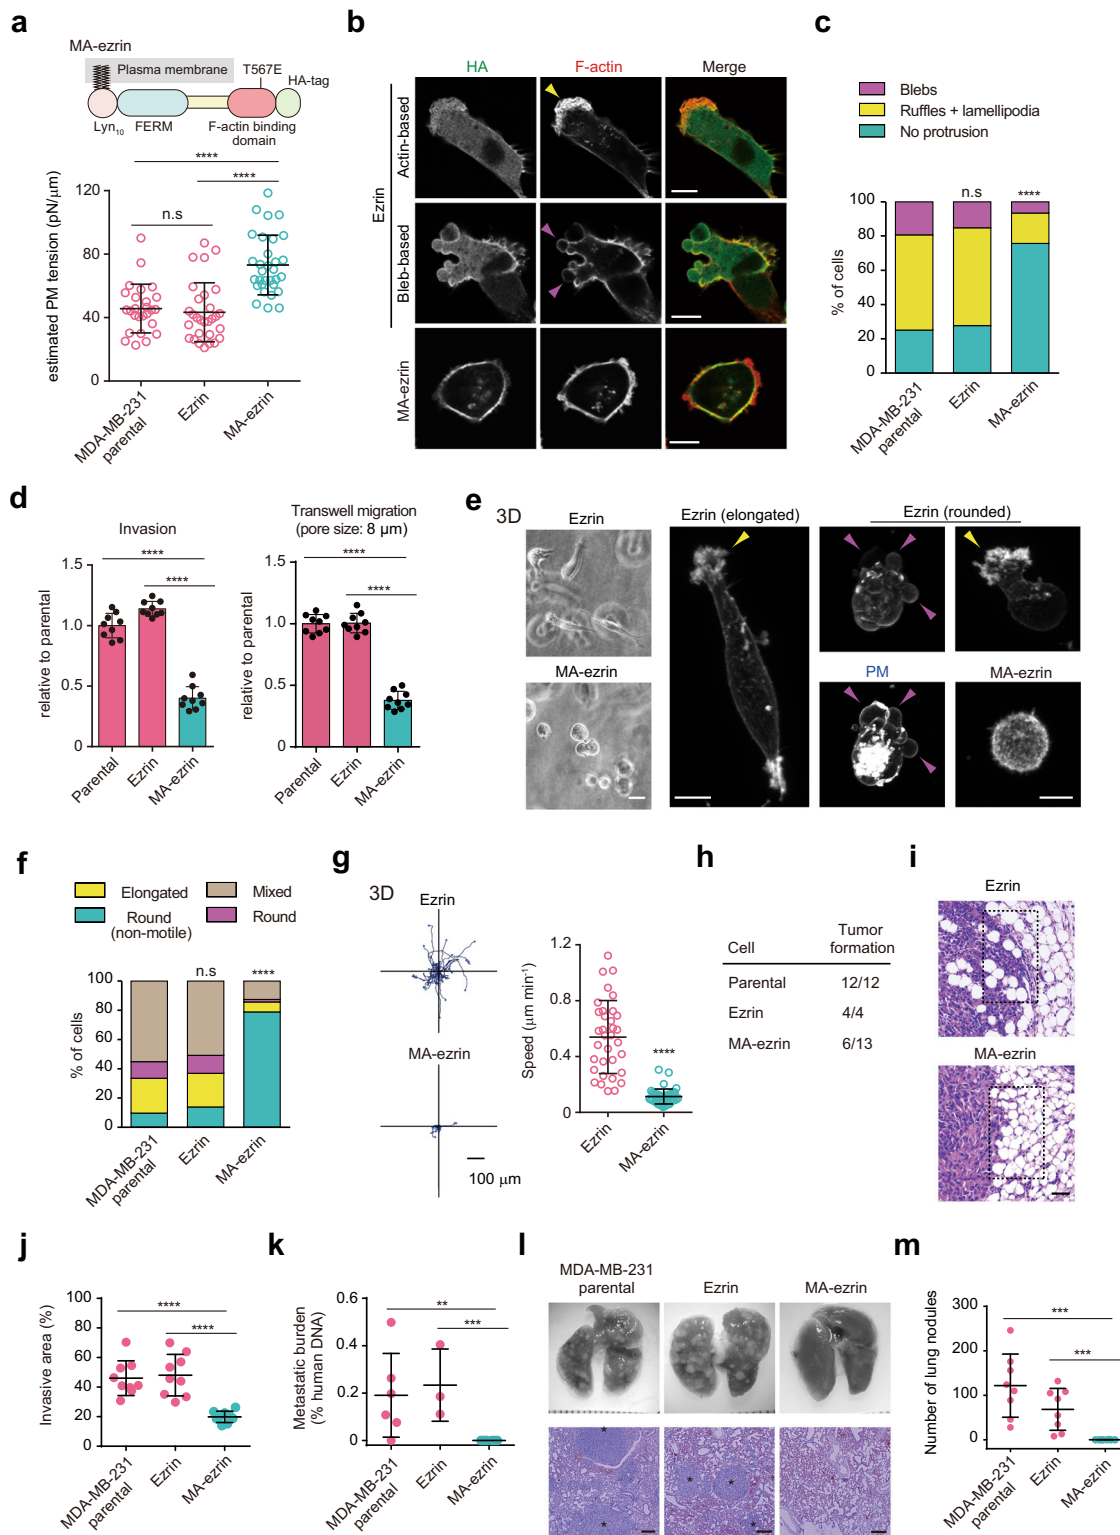 a
MA-ezrin
Plasma membrane
T567E
HA-tag
Lyn10
FERM
F-actin binding
domain
****
****
n.s
estimated PM tension (pN/µm)
120
80
40
0
MDA-MB-231
parental
Ezrin
MA-ezrin
b
HA
F-actin
Merge
Ezrin
Actin-based
Bleb-based
MA-ezrin
c
Blebs
Ruffles + lamellipodia
No protrusion
n.s
****
% of cells
100
80
60
40
20
0
MDA-MB-231
parental
Ezrin
MA-ezrin
d
Invasion
****
****
relative to parental
1.5
1.0
0.5
0
Parental
Ezrin
MA-ezrin
Transwell migration
(pore size: 8 µm)
****
****
relative to parental
1.5
1.0
0.5
0
Parental
Ezrin
MA-ezrin
e
3D
Ezrin
MA-ezrin
Ezrin (elongated)
Ezrin (rounded)
PM
MA-ezrin
f
Elongated
Mixed
Round
(non-motile)
Round
n.s
****
% of cells
100
80
60
40
20
0
MDA-MB-231
parental
Ezrin
MA-ezrin
g
3D
Ezrin
MA-ezrin
100 µm
Speed (µm min-1)
1.2
0.8
0.4
0
****
Ezrin
MA-ezrin
h
Cell
Tumor
formation
Parental
12/12
Ezrin
4/4
MA-ezrin
6/13
i
Ezrin
MA-ezrin
j
****
****
Invasive area (%)
100
80
60
40
20
0
MDA-MB-231
parental
Ezrin
MA-ezrin
k
**
***
Metastatic burden
(% human DNA)
0.6
0.4
0.2
0
MDA-MB-231
parental
Ezrin
MA-ezrin
l
MDA-MB-231
parental
Ezrin
MA-ezrin
*
*
*
*
*
m
***
***
Number of lung nodules
300
200
100
0
MDA-MB-231
parental
Ezrin
MA-ezrin